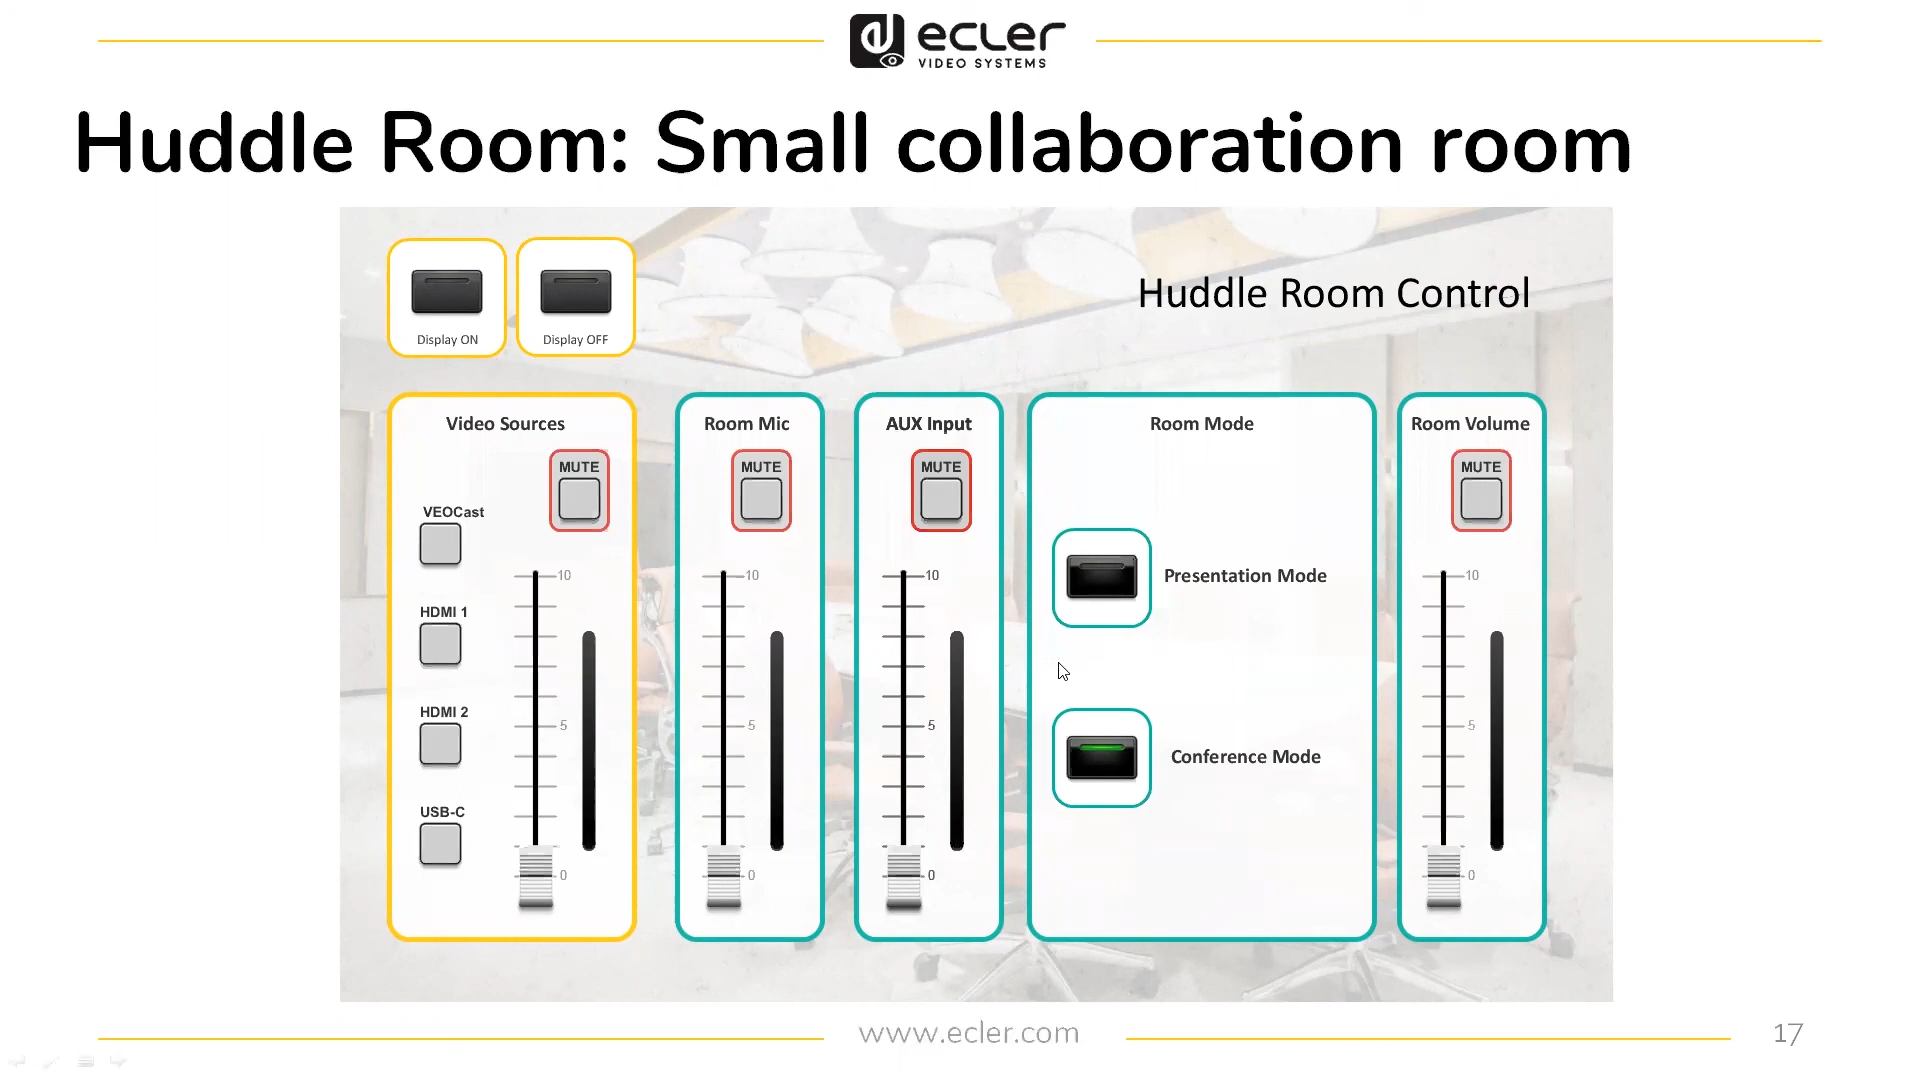 ecler
VIDEO SYSTEMS
Huddle Room: Small collaboration room
Huddle Room Control
Display ON
Display OFF
Video Sources
MUTE
VEOCast
HDMI 1
HDMI 2
USB-C
10
5
0
Room Mic
MUTE
10
5
0
AUX Input
MUTE
10
5
0
Room Mode
Presentation Mode
Conference Mode
Room Volume
MUTE
10
5
0
www.ecler.com
17